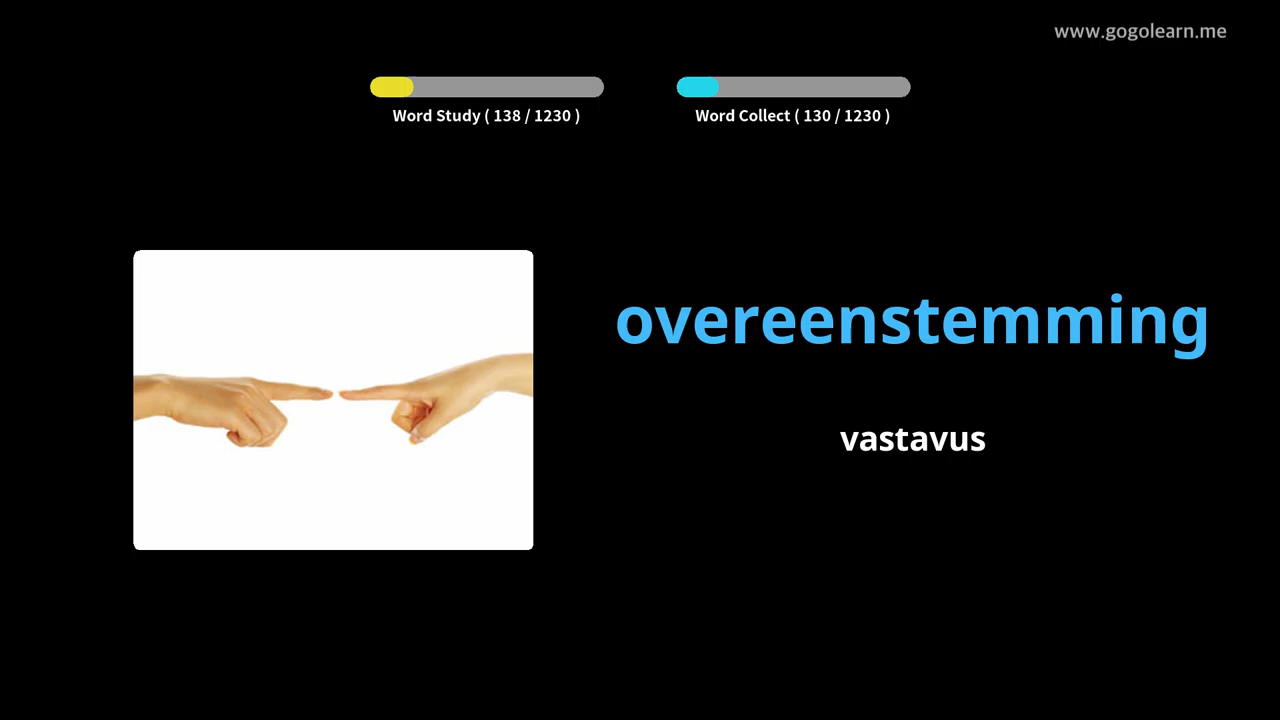 www.gogolearn.me
Word Study ( 138 / 1230 )
Word Collect ( 130 / 1230 )
overeenstemming
vastavus